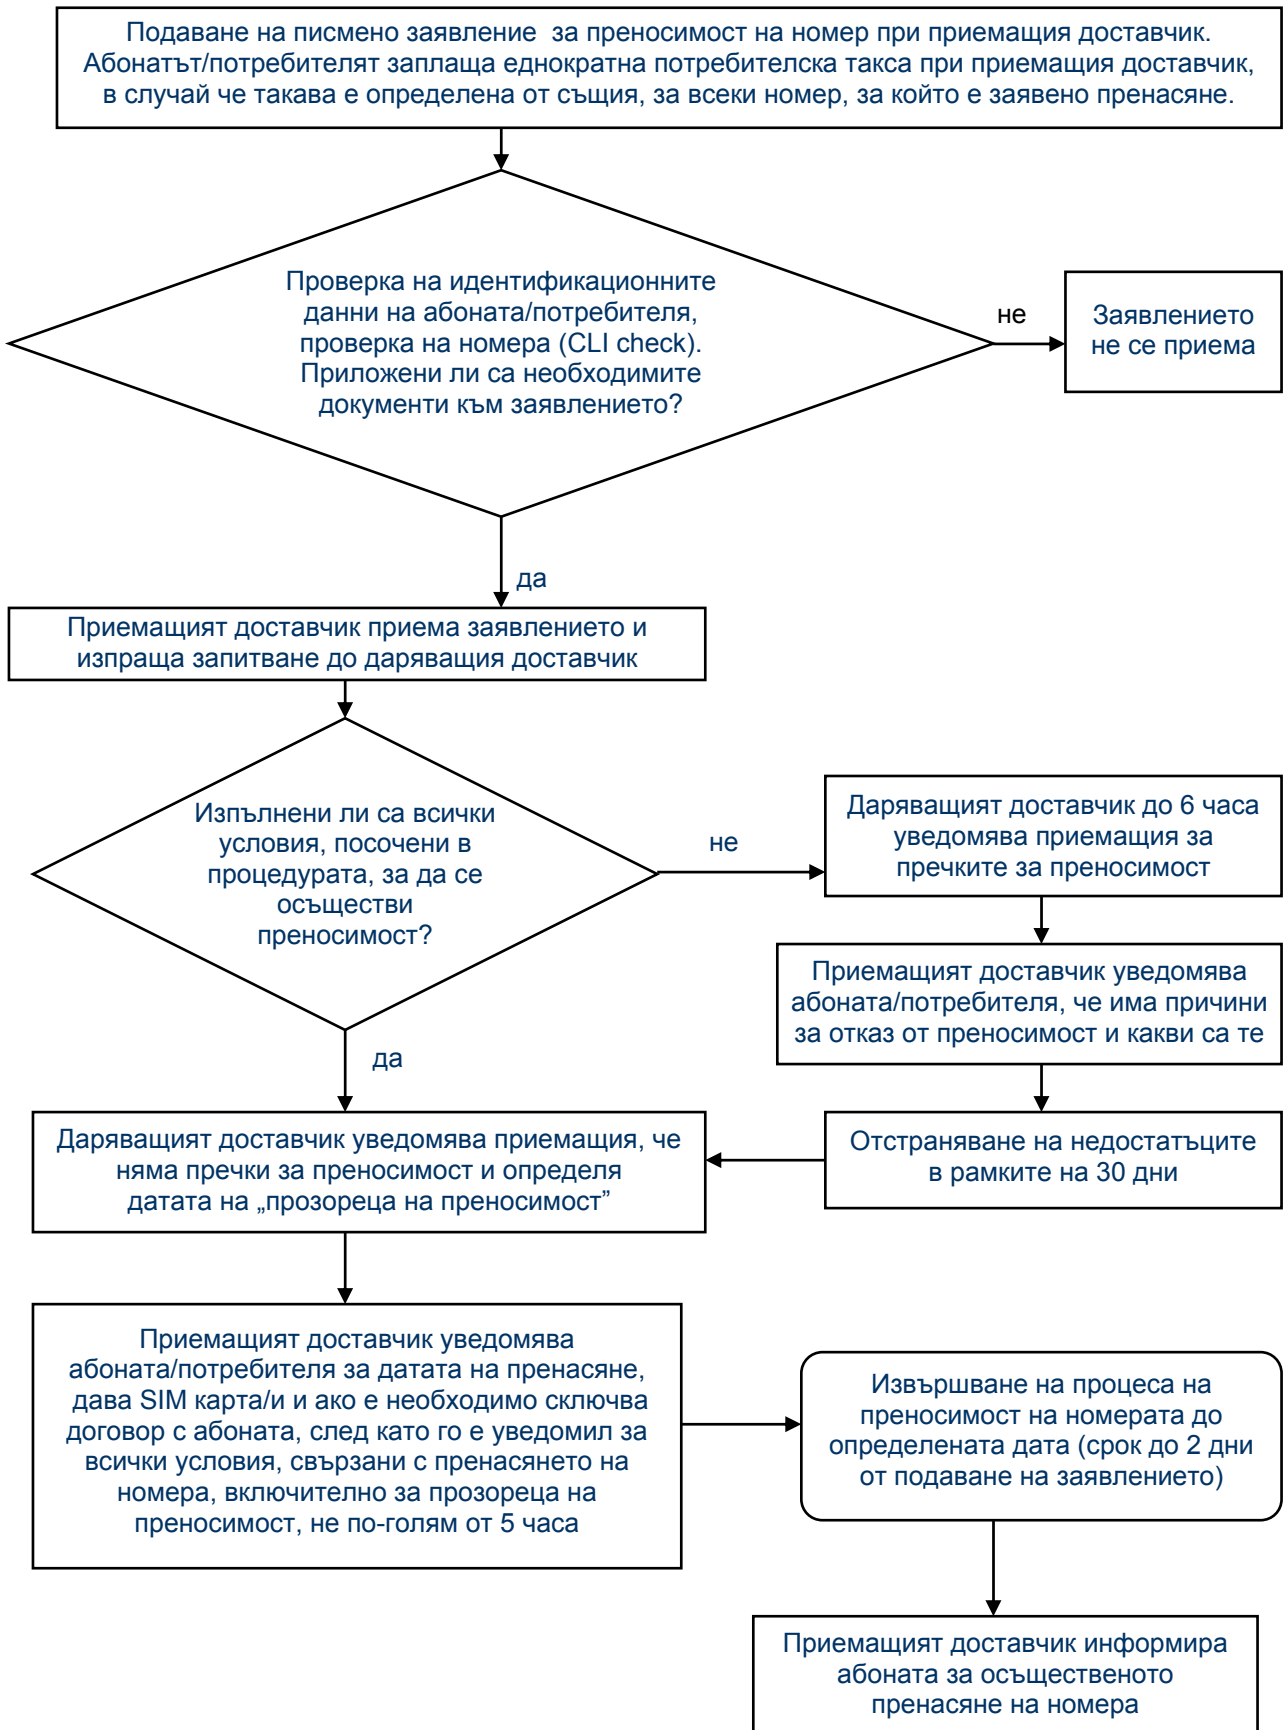 Подаване на писмено заявление за преносимост на номер при приемащия доставчик.
Абонатът/потребителят заплаща еднократна потребителска такса при приемащия доставчик,
в случай че такава е определена от същия, за всеки номер, за който е заявено пренасяне.
Проверка на идентификационните
данни на абоната/потребителя,
проверка на номера (CLI check).
Приложени ли са необходимите
документи към заявлението?
не
Заявлението
не се приема
да
Приемащият доставчик приема заявлението и
изпраща запитване до даряващия доставчик
Изпълнени ли са всички
условия, посочени в
процедурата, за да се
осъществи
преносимост?
не
Даряващият доставчик до 6 часа
уведомява приемащия за
пречките за преносимост
Приемащият доставчик уведомява
абоната/потребителя, че има причини
за отказ от преносимост и какви са те
да
Даряващият доставчик уведомява приемащия, че
няма пречки за преносимост и определя
датата на „прозореца на преносимост”
Отстраняване на недостатъците
в рамките на 30 дни
Приемащият доставчик уведомява
абоната/потребителя за датата на пренасяне,
дава SIM карта/и и ако е необходимо сключва
договор с абоната, след като го е уведомил за
всички условия, свързани с пренасянето на
номера, включително за прозореца на
преносимост, не по-голям от 5 часа
Извършване на процеса на
преносимост на номерата до
определената дата (срок до 2 дни
от подаване на заявлението)
Приемащият доставчик информира
абоната за осъщественото
пренасяне на номера